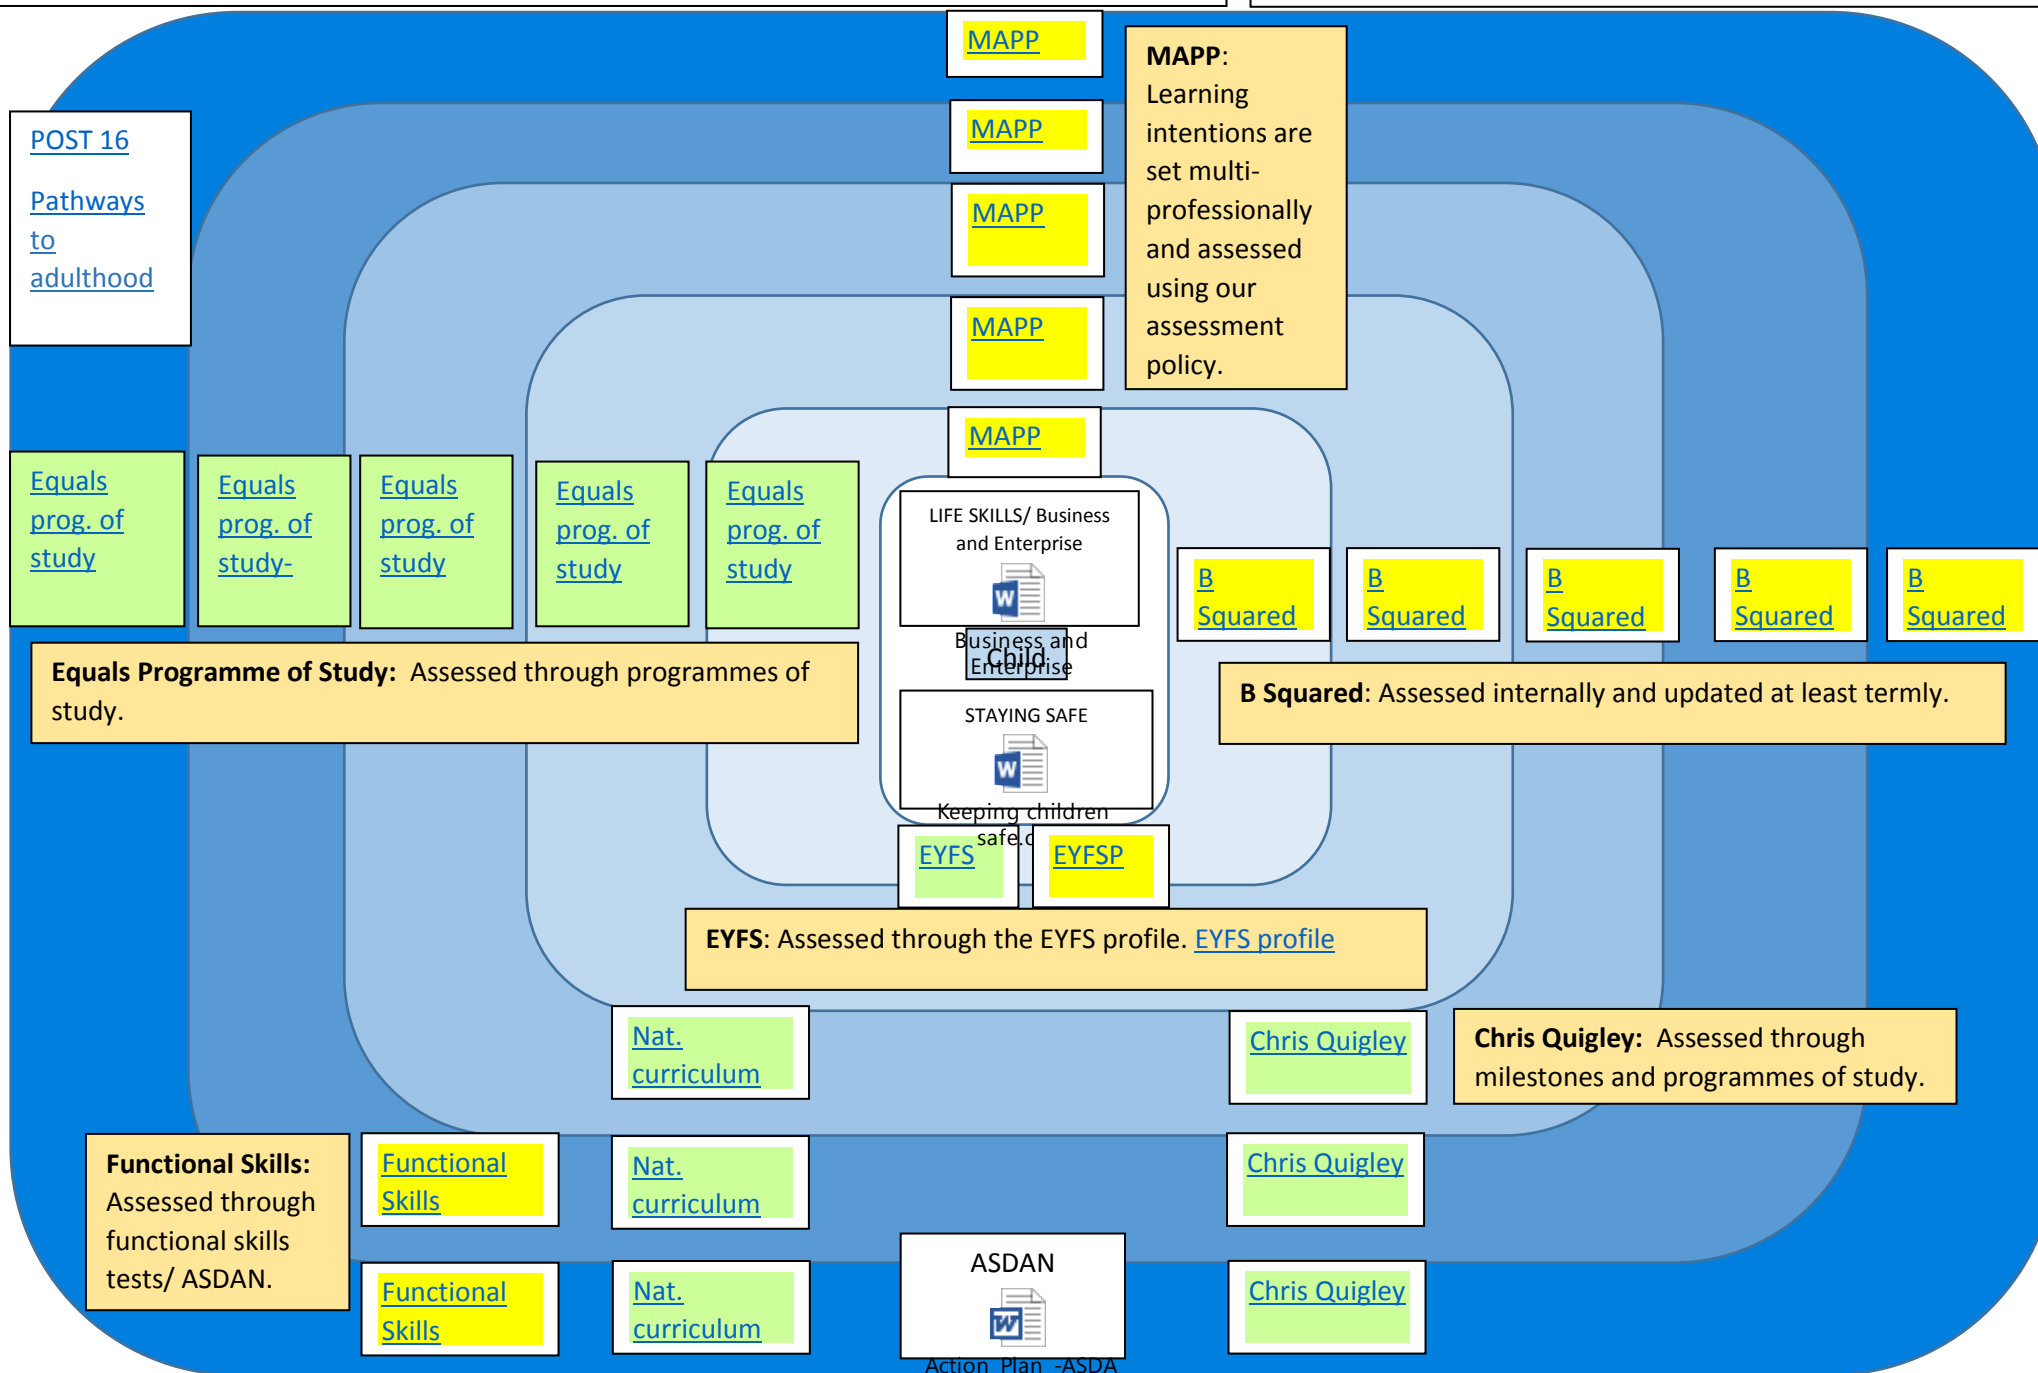 MAPP
MAPP:
Learning
intentions are
set multi-
professionally
and assessed
using our
assessment
policy.
POST 16
Pathways
to
adulthood
MAPP
MAPP
MAPP
MAPP
Equals
prog. of
study
Equals
prog. of
study-
Equals
prog. of
study
Equals
prog. of
study
Equals
prog. of
study
LIFE SKILLS/ Business
and Enterprise
Business and
Enterprise
Child
B
Squared
B
Squared
B
Squared
B
Squared
B
Squared
Equals Programme of Study: Assessed through programmes of
study.
B Squared: Assessed internally and updated at least termly.
STAYING SAFE
Keeping children
safe.d
EYFS
EYFSP
EYFS: Assessed through the EYFS profile. EYFS profile
Nat.
curriculum
Chris Quigley
Chris Quigley: Assessed through
milestones and programmes of study.
Functional Skills:
Assessed through
functional skills
tests/ ASDAN.
Functional
Skills
Nat.
curriculum
Chris Quigley
Functional
Skills
Nat.
curriculum
ASDAN
Action Plan -ASDA
Chris Quigley